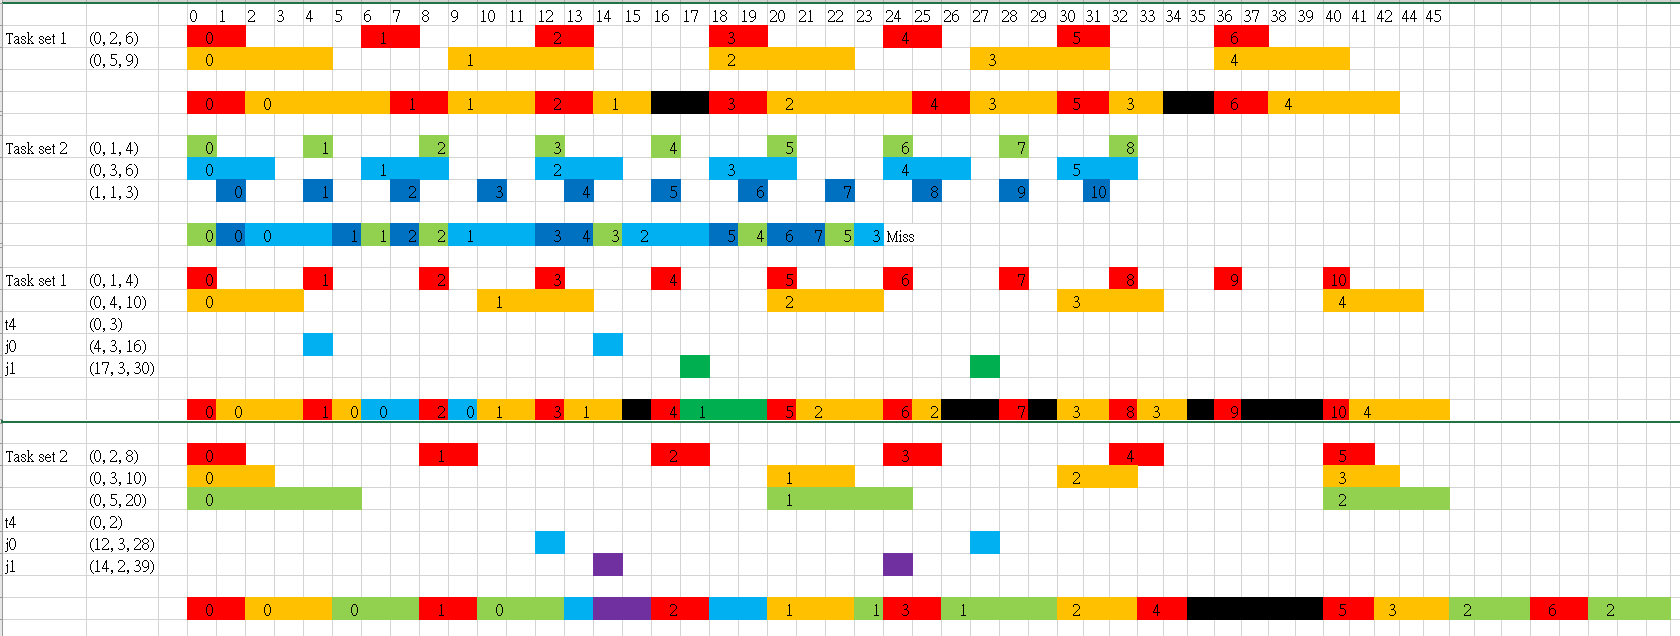 0 1 2 3 4 5 6 7 8 9 10 11 12 13 14 15 16 17 18 19 20 21 22 23 24 25 26 27 28 29 30 31 32 33 34 35 36 37 38 39 40 41 42 44 45
Task set 1 (0, 2, 6) 0 1 2 3 4 5 6
(0, 5, 9) 0 1 2 3 4
0 0 1 1 2 1 3 2 4 3 5 3 6 4
Task set 2 (0, 1, 4) 0 1 2 3 4 5 6 7 8
(0, 3, 6) 0 1 2 3 4 5
(1, 1, 3) 0 1 2 3 4 5 6 7 8 9 10
0 0 0 1 1 2 2 1 3 4 3 2 5 4 6 7 5 3 Miss
Task set 1 (0, 1, 4) 0 1 2 3 4 5 6 7 8 9 10
(0, 4, 10) 0 1 2 3 4
t4 (0, 3)
j0 (4, 3, 16)
j1 (17, 3, 30)
0 0 1 0 0 2 0 1 3 1 4 1 5 2 6 2 7 3 8 3 9 10 4
Task set 2 (0, 2, 8) 0 1 2 3 4 5
(0, 3, 10) 0 1 2 3
(0, 5, 20) 0 1 2
t4 (0, 2)
j0 (12, 3, 28)
j1 (14, 2, 39)
0 0 0 1 0 2 1 1 3 1 2 4 5 3 2 6 2